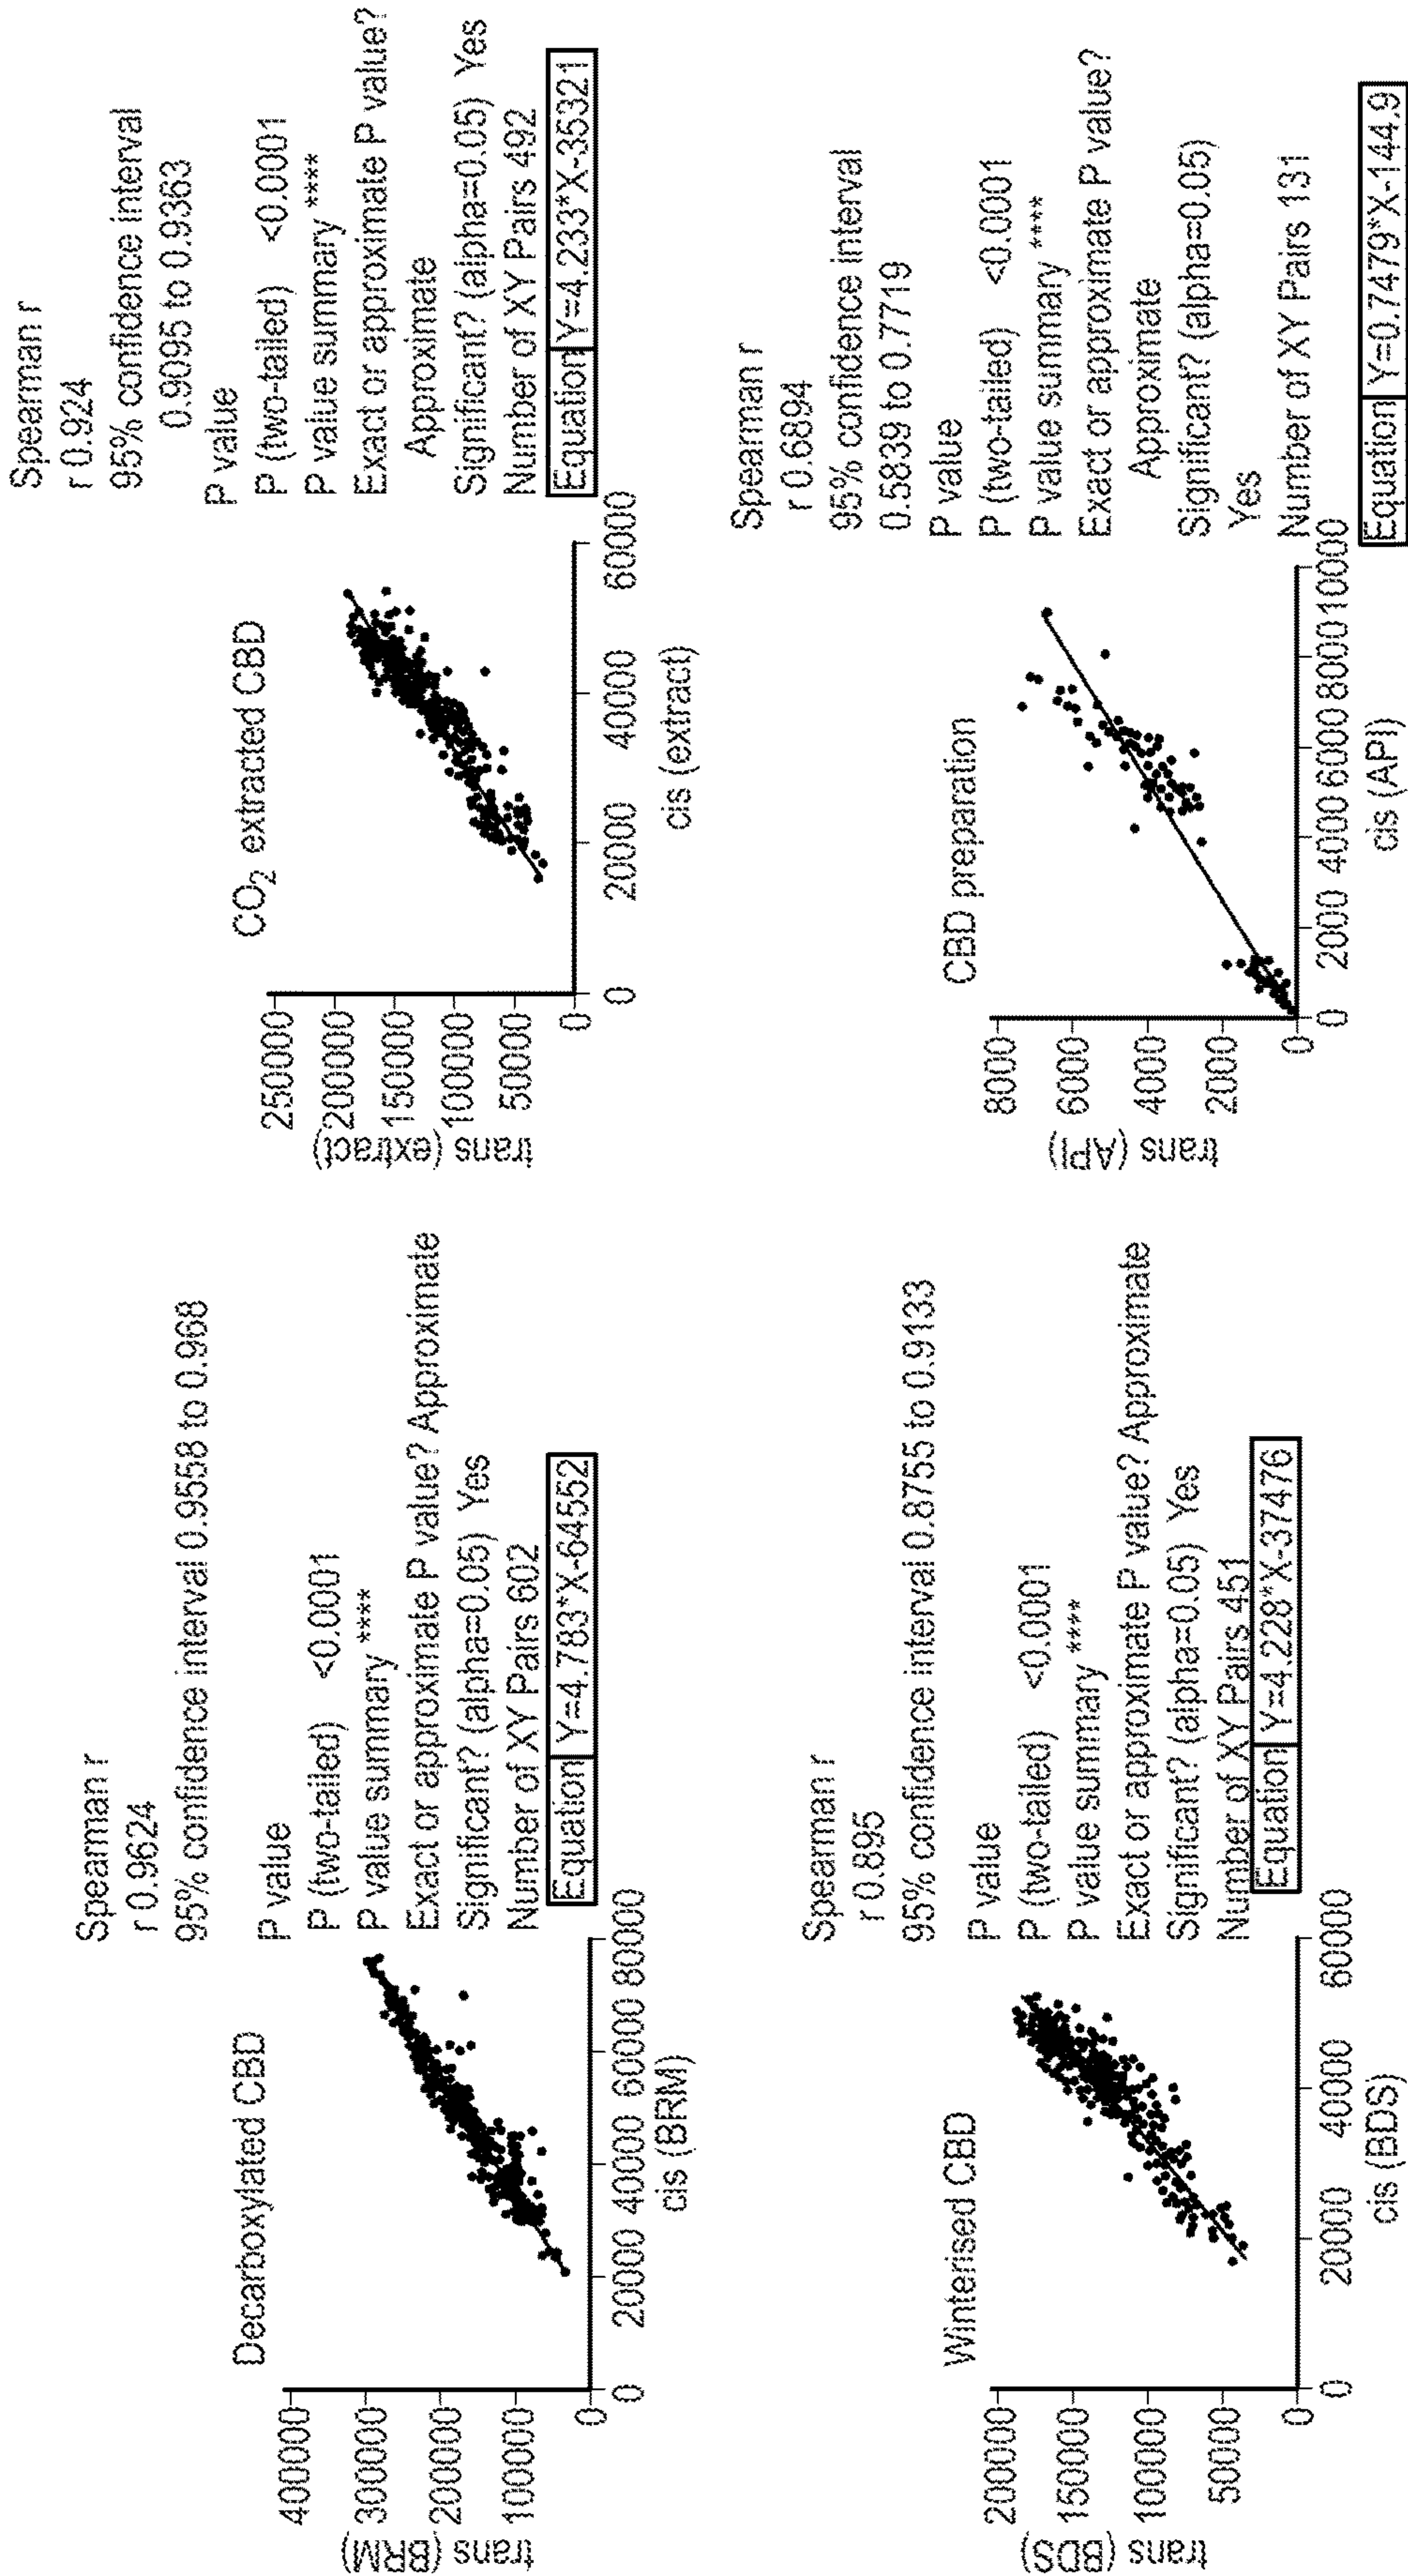 Decarboxylated CBD
400000
300000
200000
100000
0
trans (BRM)
0 20000 40000 60000 80000
cis (BRM)
Spearman r
r 0.9624
95% confidence interval 0.9558 to 0.968
P value
P (two-tailed) <0.0001
P value summary ****
Exact or approximate P value? Approximate
Significant? (alpha=0.05) Yes
Number of XY Pairs 602
Equation Y=4.783*X-64552
CO2 extracted CBD
250000
200000
150000
100000
50000
0
trans (extract)
0 20000 40000 60000
cis (extract)
Spearman r
r 0.924
95% confidence interval
0.9095 to 0.9363
P value
P (two-tailed) <0.0001
P value summary ****
Exact or approximate P value?
Approximate
Significant? (alpha=0.05) Yes
Number of XY Pairs 492
Equation Y=4.233*X-35321
Winterised CBD
200000
150000
100000
50000
0
trans (BDS)
0 20000 40000 60000
cis (BDS)
Spearman r
r 0.895
95% confidence interval 0.8755 to 0.9133
P value
P (two-tailed) <0.0001
P value summary ****
Exact or approximate P value? Approximate
Significant? (alpha=0.05) Yes
Number of XY Pairs 451
Equation Y=4.228*X-37476
CBD preparation
8000
6000
4000
2000
0
trans (API)
0 2000 4000 6000 8000 10000
cis (API)
Spearman r
r 0.6894
95% confidence interval
0.5839 to 0.7719
P value
P (two-tailed) <0.0001
P value summary ****
Exact or approximate P value?
Approximate
Significant? (alpha=0.05)
Yes
Number of XY Pairs 131
Equation Y=0.7479*X-144.9